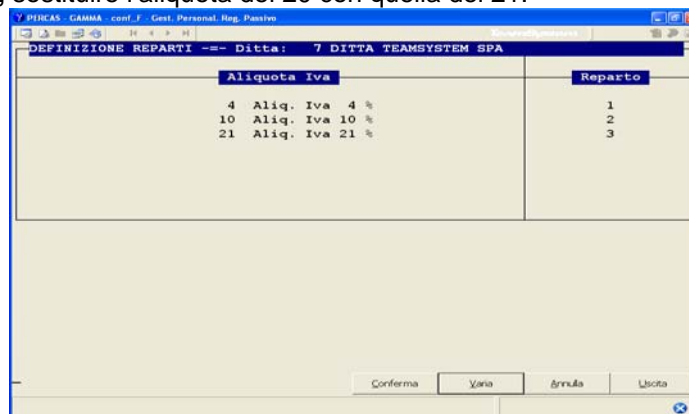 , sostituire l'aliquota del 20 con quella del 21.
PERCAS - GAMMA - conf_F - Gest. Personal. Reg. Passivo
DEFINIZIONE REPARTI -=- Ditta: 7 DITTA TEAMSYSTEM SPA
Aliquota Iva Reparto
4 Aliq. Iva 4 % 1
10 Aliq. Iva 10 % 2
21 Aliq. Iva 21 % 3
Conferma Varia Annulla Uscita